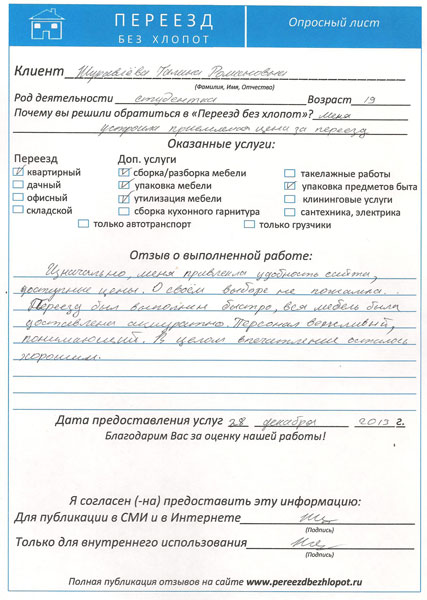 ПЕРЕЕЗД
БЕЗ ХЛОПОТ
Опросный лист
Клиент Журавлёва Галина Романовна
(Фамилия, Имя, Отчество)
Род деятельности студентка Возраст 19
Почему вы решили обратиться в «Переезд без хлопот»? меня
устроила приемлемая цена за переезд
Оказанные услуги:
Переезд Доп. услуги
квартирный сборка/разборка мебели такелажные работы
дачный упаковка мебели упаковка предметов быта
офисный утилизация мебели клининговые услуги
складской сборка кухонного гарнитура сантехника, электрика
только автотранспорт только грузчики
Отзыв о выполненной работе:
Изначально, меня привлекла удобность сайта,
доступные цены. О своём выборе не пожалела.
Переезд был выполнен быстро, вся мебель была
доставлена аккуратно. Персонал вежливый,
понимающий. В целом впечатление осталось
хорошим.
Дата предоставления услуг 28 декабря 2013 г.
Благодарим Вас за оценку нашей работы!
Я согласен (-на) предоставить эту информацию:
Для публикации в СМИ и в Интернете
(Подпись)
Только для внутреннего использования
(Подпись)
Полная публикация отзывов на сайте www.pereezdbezhlopot.ru